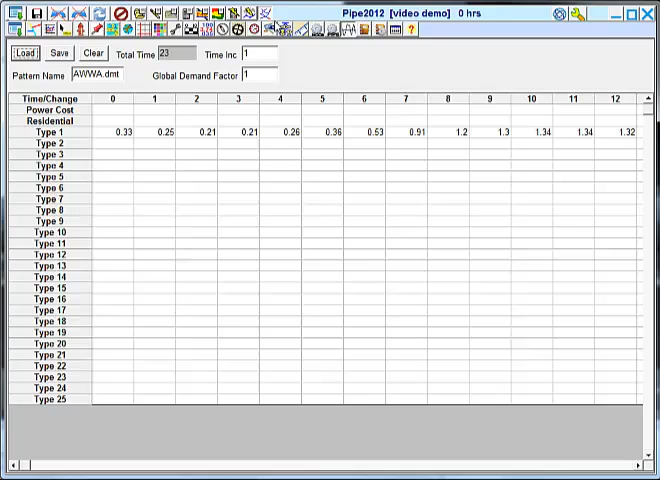 Pipe2012 [video demo] 0 hrs
Load Save Clear Total Time 23 Time Inc 1
Pattern Name AWWA.dmt Global Demand Factor 1
Time/Change 0 1 2 3 4 5 6 7 8 9 10 11 12
Power Cost
Residential
Type 1 0.33 0.25 0.21 0.21 0.26 0.36 0.53 0.91 1.2 1.3 1.34 1.34 1.32
Type 2
Type 3
Type 4
Type 5
Type 6
Type 7
Type 8
Type 9
Type 10
Type 11
Type 12
Type 13
Type 14
Type 15
Type 16
Type 17
Type 18
Type 19
Type 20
Type 21
Type 22
Type 23
Type 24
Type 25